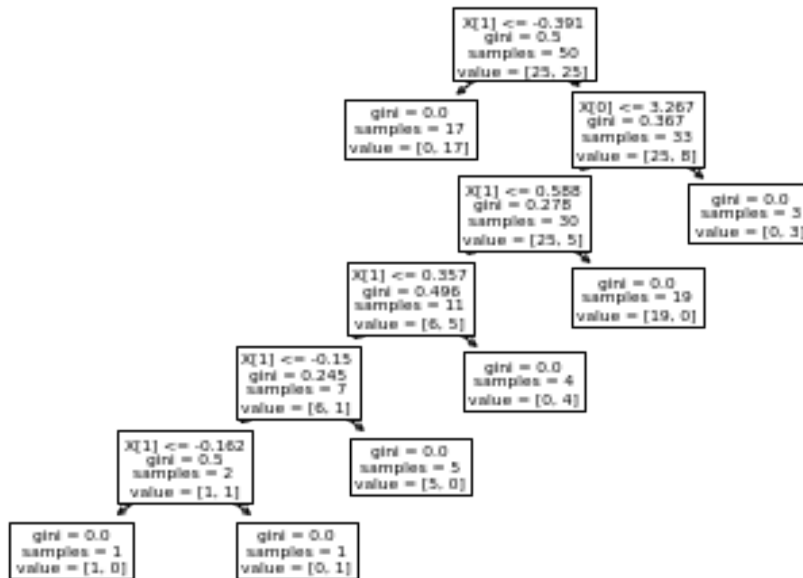 X[1] <= -0.391
gini = 0.5
samples = 50
value = [25, 25]
gini = 0.0
samples = 17
value = [0, 17]
X[0] <= 3.267
gini = 0.367
samples = 33
value = [25, 8]
X[1] <= 0.588
gini = 0.278
samples = 30
value = [25, 5]
gini = 0.0
samples = 3
value = [0, 3]
X[1] <= 0.357
gini = 0.496
samples = 11
value = [6, 5]
gini = 0.0
samples = 19
value = [19, 0]
X[1] <= -0.15
gini = 0.245
samples = 7
value = [6, 1]
gini = 0.0
samples = 4
value = [0, 4]
X[1] <= -0.162
gini = 0.5
samples = 2
value = [1, 1]
gini = 0.0
samples = 5
value = [5, 0]
gini = 0.0
samples = 1
value = [1, 0]
gini = 0.0
samples = 1
value = [0, 1]